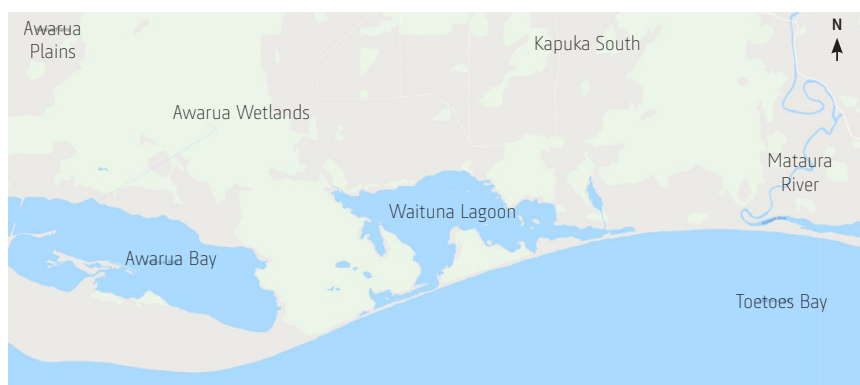 Awarua
Plains
Kapuka South
N
Awarua Wetlands
Mataura
River
Waituna Lagoon
Awarua Bay
Toetoes Bay